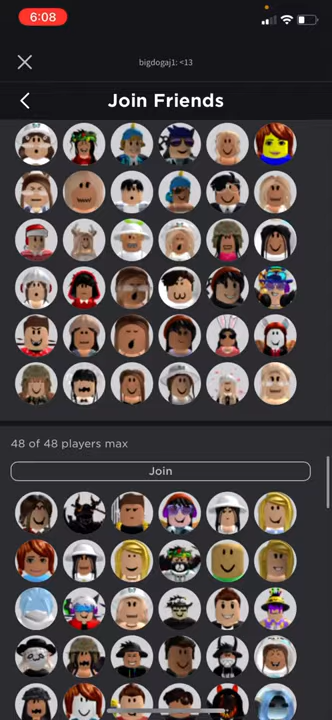 6:08
bigdogaj1: <13
Join Friends
48 of 48 players max
Join